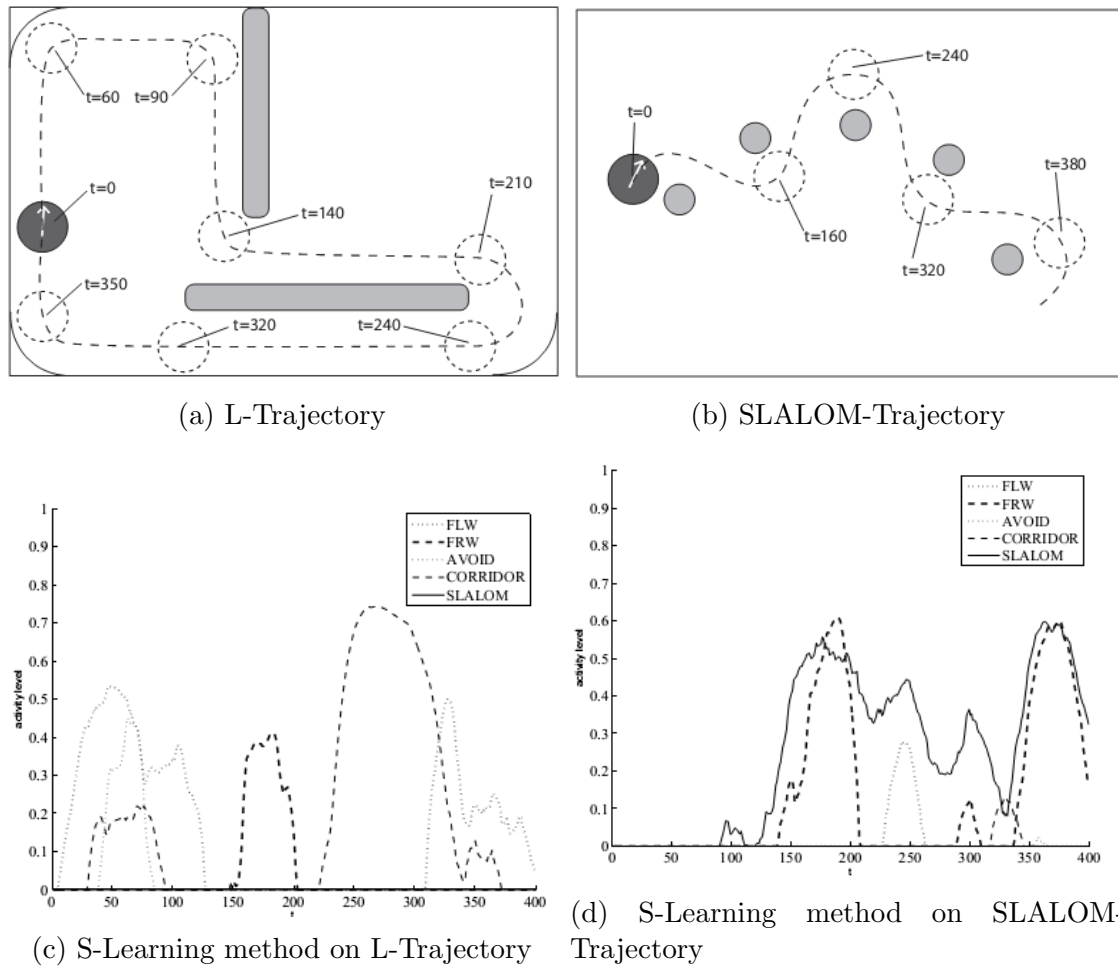 t=60
t=90
t=0
t=210
t=140
t=350
t=320
t=240
(a) L-Trajectory
t=240
t=0
t=380
t=160
t=320
(b) SLALOM-Trajectory
1
0.9
0.8
0.7
0.6
0.5
0.4
0.3
0.2
0.1
0
activity level
0
50
100
150
200
250
300
350
400
t
FLW
FRW
AVOID
CORRIDOR
SLALOM
(c) S-Learning method on L-Trajectory
1
0.9
0.8
0.7
0.6
0.5
0.4
0.3
0.2
0.1
0
activity level
0
50
100
150
200
250
300
350
400
t
FLW
FRW
AVOID
CORRIDOR
SLALOM
(d) S-Learning method on SLALOM-
Trajectory